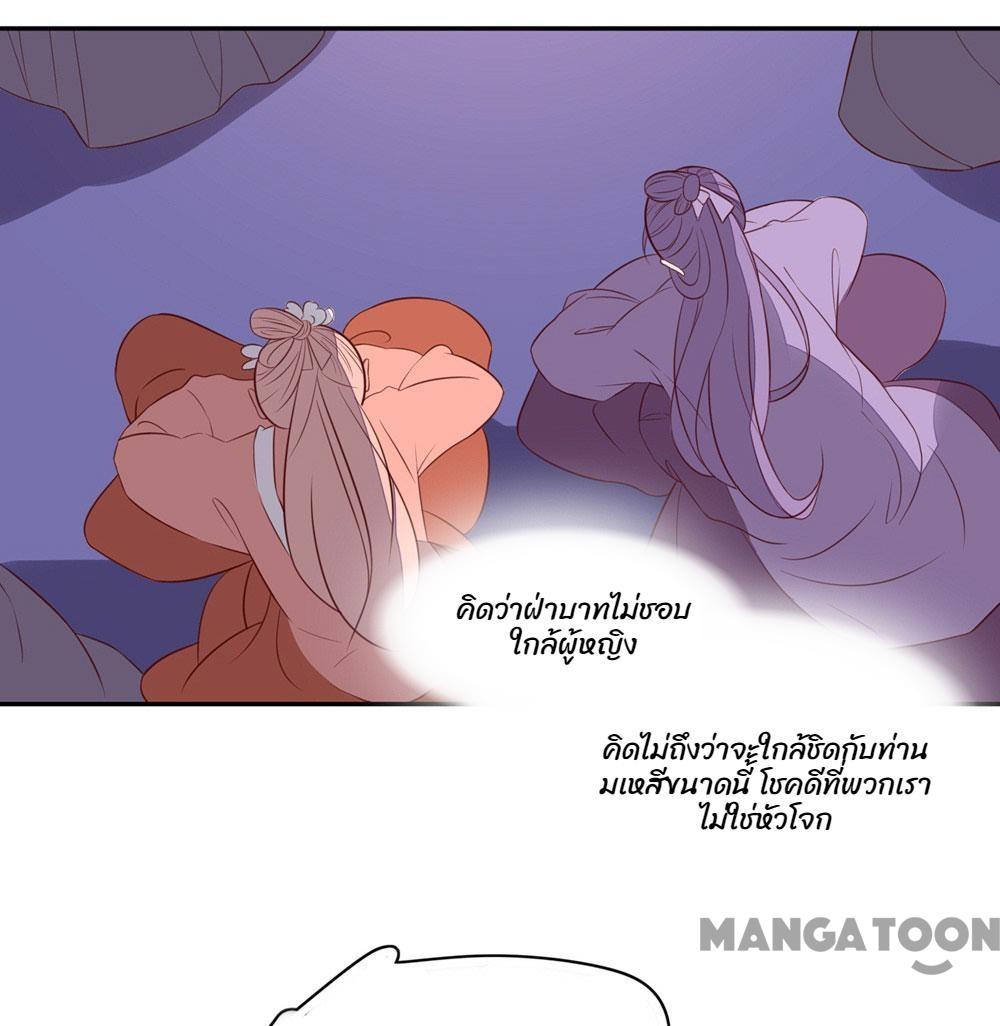 คิดว่าฝ่าบาทไม่ชอบ
ใกล้ผู้หญิง
คิดไม่ถึงว่าจะใกล้ชิดกับท่าน
มเหสีขนาดนี้ โชคดีที่พวกเรา
ไม่ใช่หัวโจก
MANGATOON